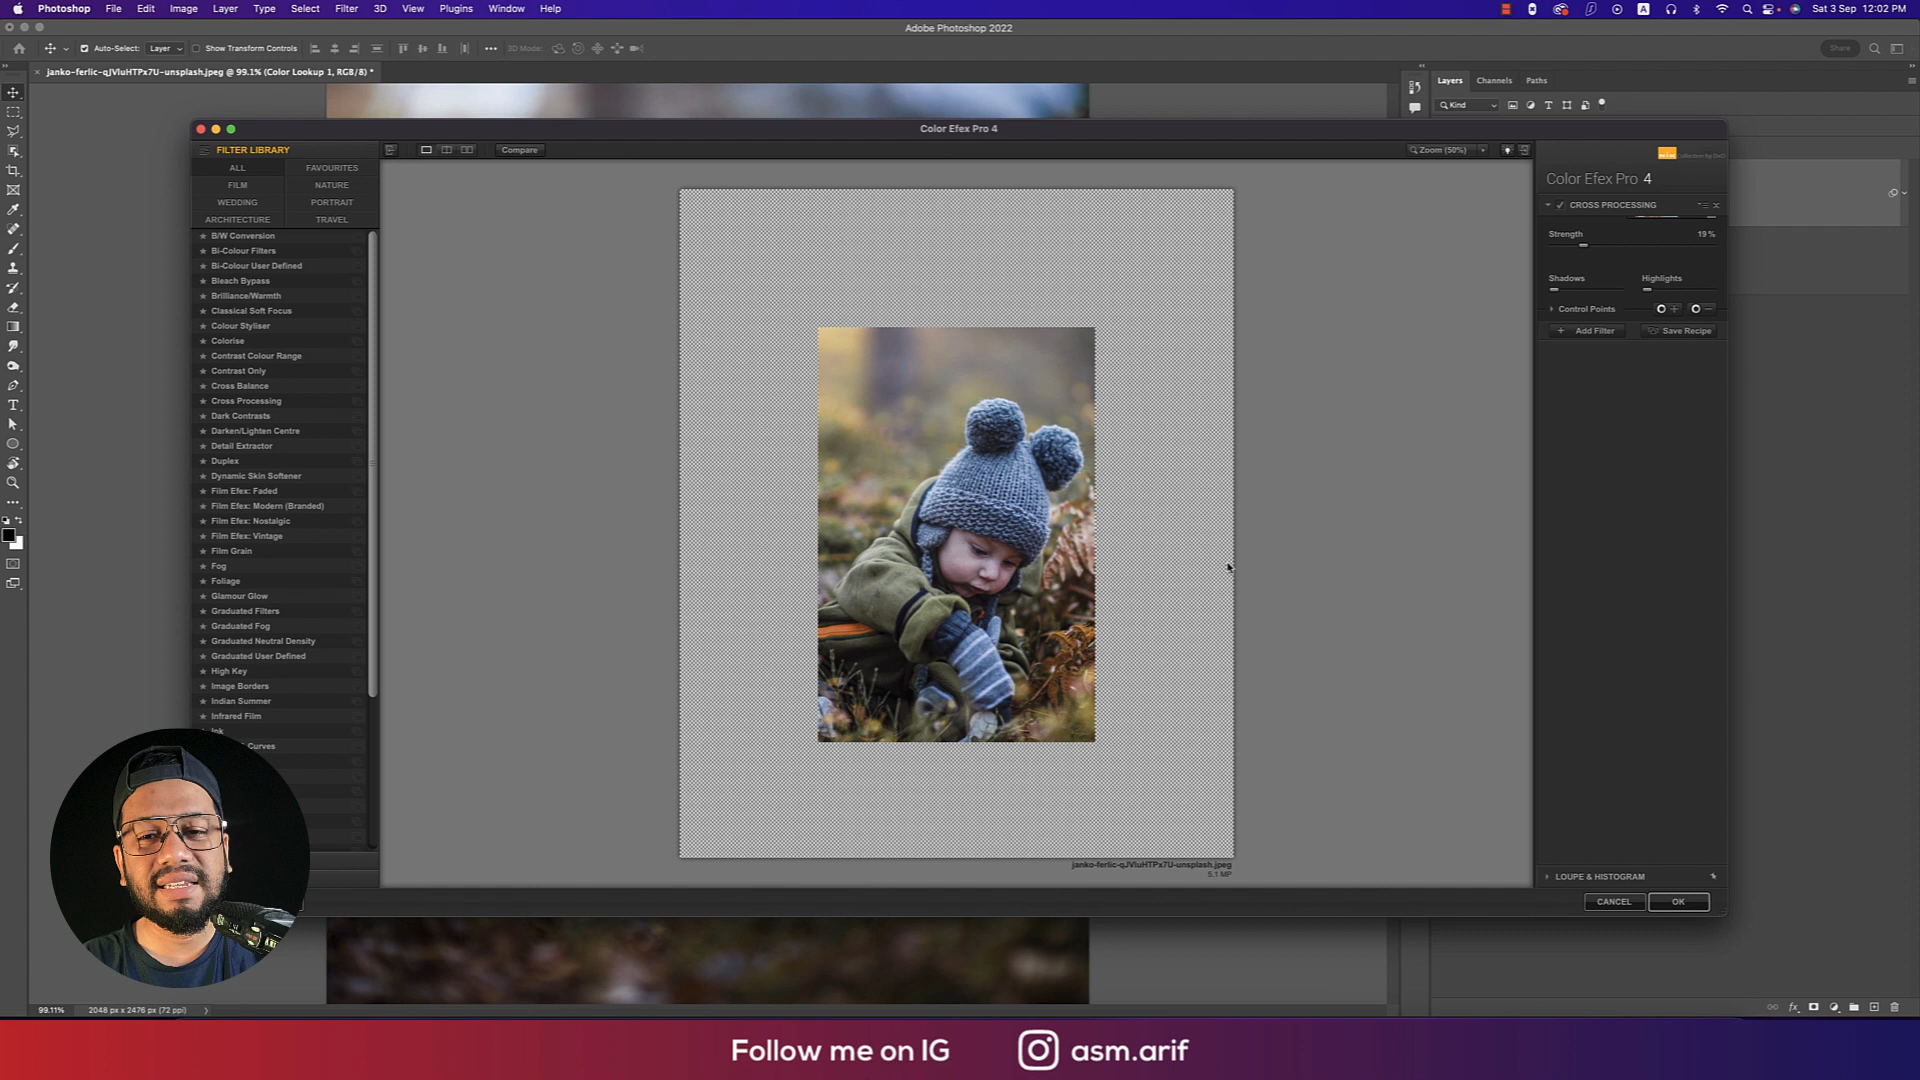 Photoshop File Edit Image Layer Type Select Filter 3D View Plugins Window Help
Sat 3 Sep 12:02 PM
Adobe Photoshop 2022
Auto-Select: Layer Show Transform Controls
3D Mode:
Share
janko-ferlic-qJVluHTPx7U-unsplash.jpeg @ 99.1% (Color Lookup 1, RGB/8) *
Layers Channels Paths
Kind
Color Efex Pro 4
FILTER LIBRARY
Compare
Zoom (50%)
ALL
FAVOURITES
FILM
NATURE
WEDDING
PORTRAIT
ARCHITECTURE
TRAVEL
B/W Conversion
Bi-Colour Filters
Bi-Colour User Defined
Bleach Bypass
Brilliance/Warmth
Classical Soft Focus
Colour Styliser
Colorise
Contrast Colour Range
Contrast Only
Cross Balance
Cross Processing
Dark Contrasts
Darken/Lighten Centre
Detail Extractor
Duplex
Dynamic Skin Softener
Film Efex: Faded
Film Efex: Modern (Branded)
Film Efex: Nostalgic
Film Efex: Vintage
Film Grain
Fog
Foliage
Glamour Glow
Graduated Filters
Graduated Fog
Graduated Neutral Density
Graduated User Defined
High Key
Image Borders
Indian Summer
Infrared Film
Ink
Curves
Collection by DxO
Color Efex Pro 4
CROSS PROCESSING
Strength 19%
Shadows Highlights
Control Points
Add Filter Save Recipe
janko-ferlic-qJVluHTPx7U-unsplash.jpeg
5.1 MP
LOUPE & HISTOGRAM
CANCEL OK
99.11% 2048 px x 2476 px (72 ppi)
Follow me on IG asm.arif